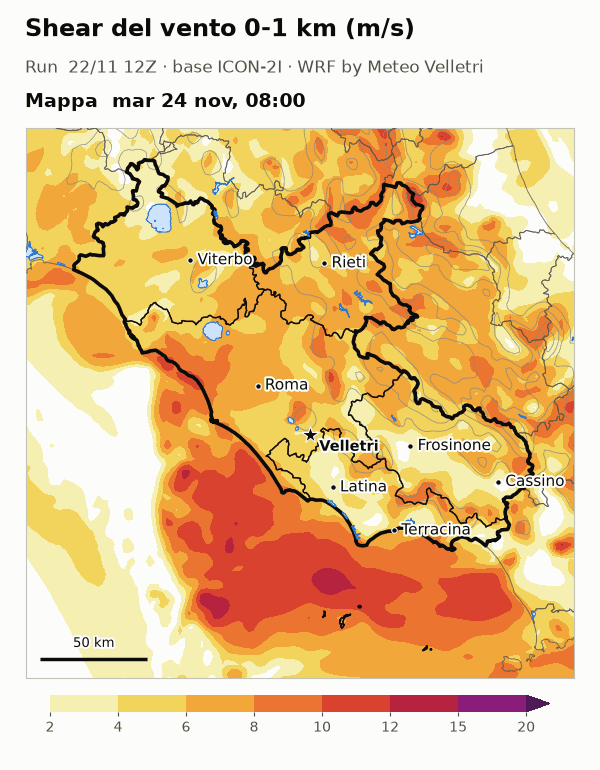 Shear del vento 0-1 km (m/s)
Run  22/11 12Z · base ICON-2I · WRF by Meteo Velletri
Mappa  mar 24 nov, 08:00
Viterbo
Rieti
Roma
Velletri
Frosinone
Cassino
Latina
Terracina
50 km
2 4 6 8 10 12 15 20